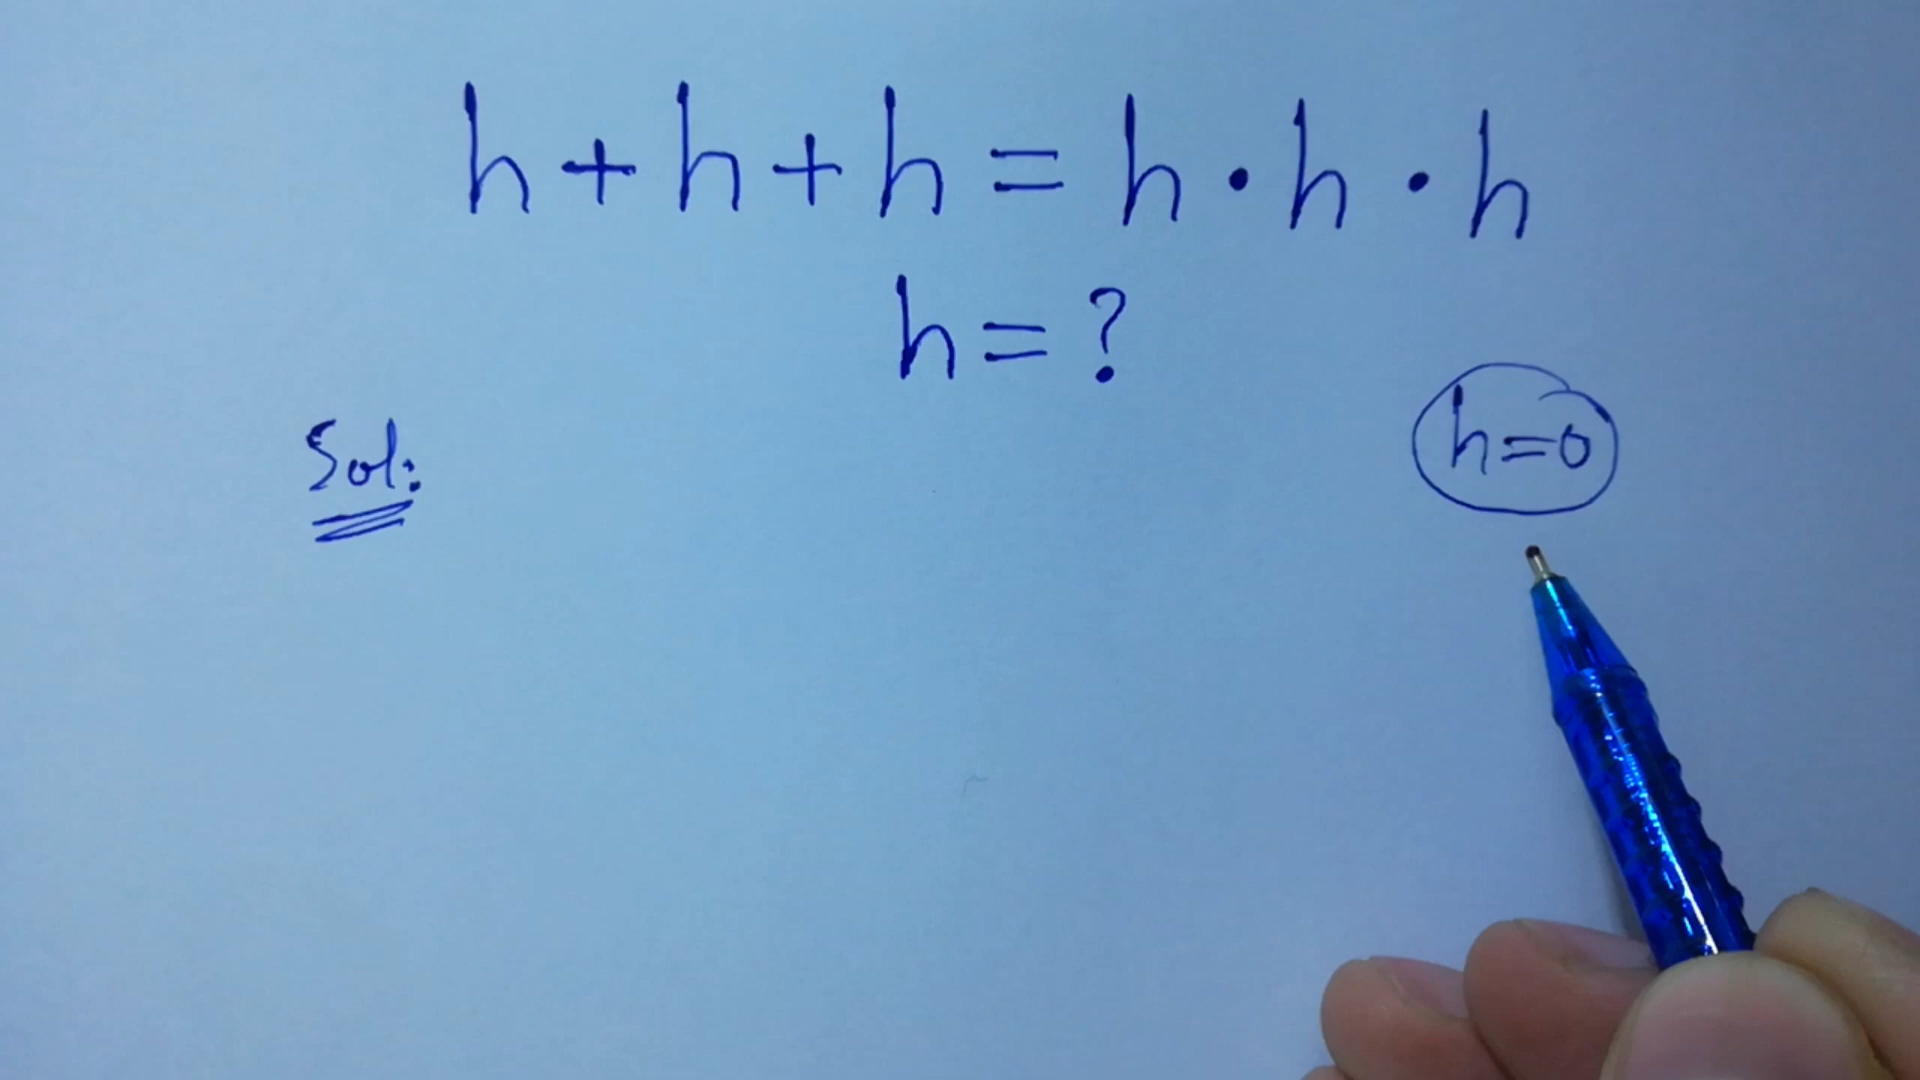 h + h + h = h · h · h
h = ?
h = 0
Sol: